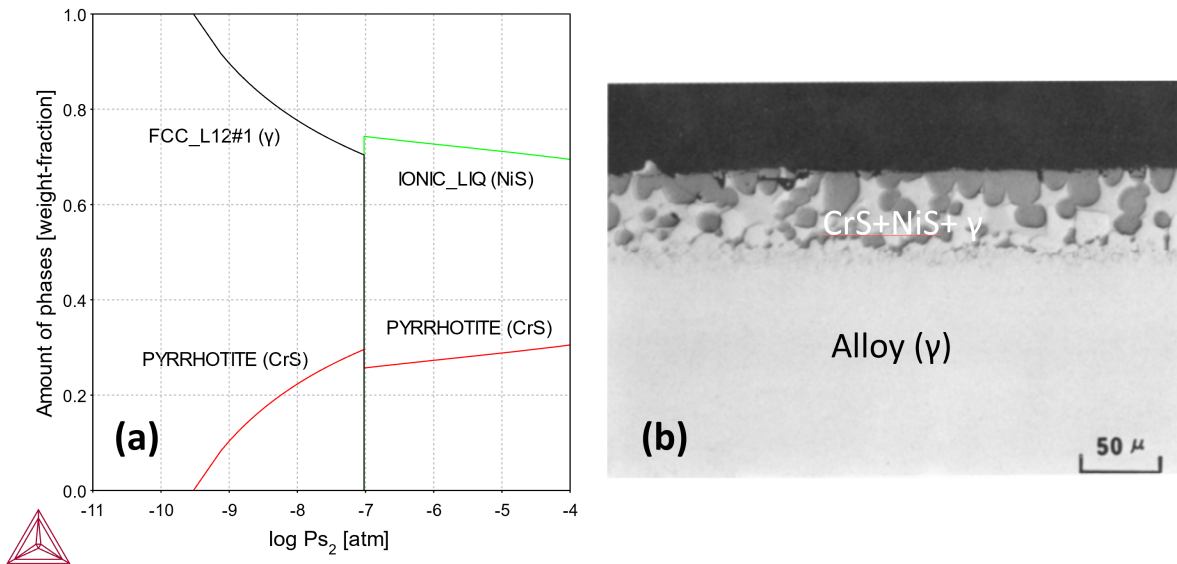 1.0
0.8
0.6
0.4
0.2
0.0
-11
-10
-9
-8
-7
-6
-5
-4
Amount of phases [weight-fraction]
log Ps₂ [atm]
FCC_L12#1 (γ)
IONIC_LIQ (NiS)
PYRRHOTITE (CrS)
PYRRHOTITE (CrS)
(a)
CrS+NiS+ γ
Alloy (γ)
(b)
50 μ